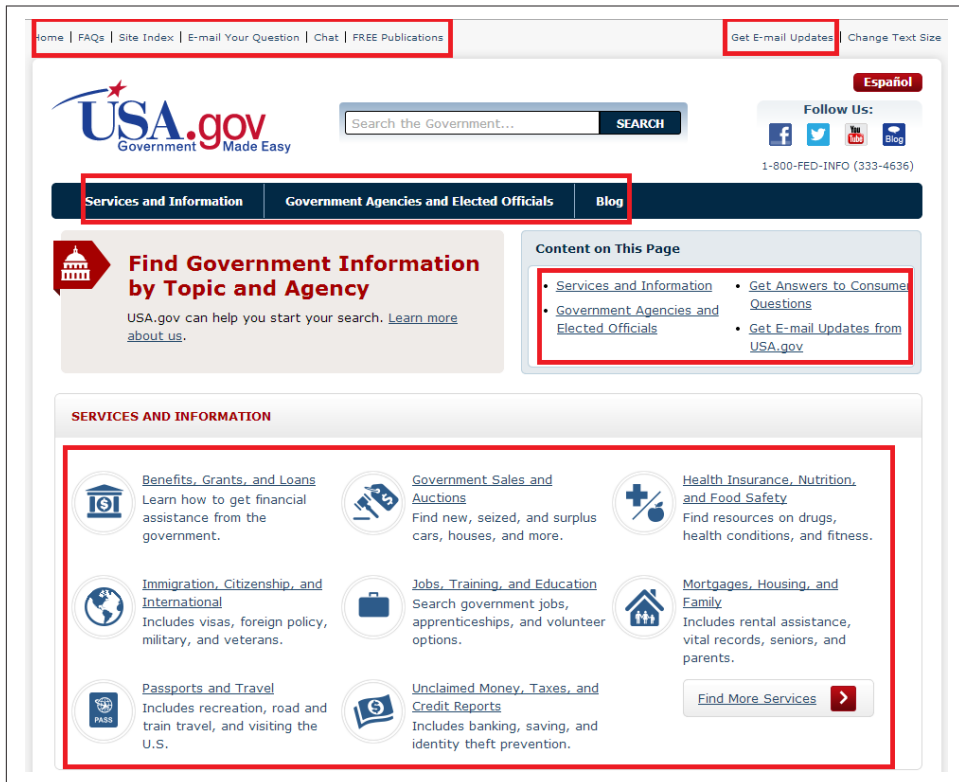 Home | FAQs | Site Index | E-mail Your Question | Chat | FREE Publications
Get E-mail Updates | Change Text Size
Español
USA.gov
Government Made Easy
Search the Government...
SEARCH
Follow Us:
You Tube
Blog
1-800-FED-INFO (333-4636)
Services and Information
Government Agencies and Elected Officials
Blog
Find Government Information
by Topic and Agency
USA.gov can help you start your search. Learn more
about us.
Content on This Page
• Services and Information
• Government Agencies and
Elected Officials
• Get Answers to Consumer
Questions
• Get E-mail Updates from
USA.gov
SERVICES AND INFORMATION
Benefits, Grants, and Loans
Learn how to get financial
assistance from the
government.
Government Sales and
Auctions
Find new, seized, and surplus
cars, houses, and more.
Health Insurance, Nutrition,
and Food Safety
Find resources on drugs,
health conditions, and fitness.
Immigration, Citizenship, and
International
Includes visas, foreign policy,
military, and veterans.
Jobs, Training, and Education
Search government jobs,
apprenticeships, and volunteer
options.
Mortgages, Housing, and
Family
Includes rental assistance,
vital records, seniors, and
parents.
PASS
Passports and Travel
Includes recreation, road and
train travel, and visiting the
U.S.
Unclaimed Money, Taxes, and
Credit Reports
Includes banking, saving, and
identity theft prevention.
Find More Services